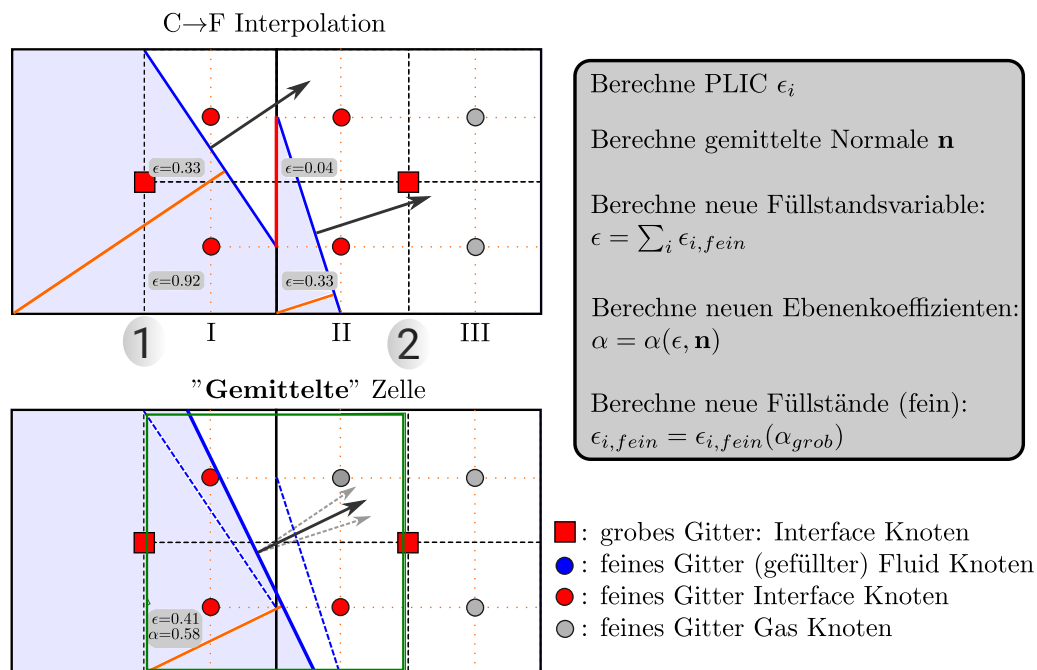 C→F Interpolation
ϵ=0.33
ϵ=0.04
ϵ=0.92
ϵ=0.33
1
I
II
2
III
"Gemittelte" Zelle
ϵ=0.41
α=0.58
Berechne PLIC ϵ_i
Berechne gemittelte Normale n
Berechne neue Füllstandsvariable:
ϵ = ∑_i ϵ_{i,fein}
Berechne neuen Ebenenkoeffizienten:
α = α(ϵ, n)
Berechne neue Füllstände (fein):
ϵ_{i,fein} = ϵ_{i,fein}(α_{grob})
: grobes Gitter: Interface Knoten
: feines Gitter (gefüllter) Fluid Knoten
: feines Gitter Interface Knoten
: feines Gitter Gas Knoten